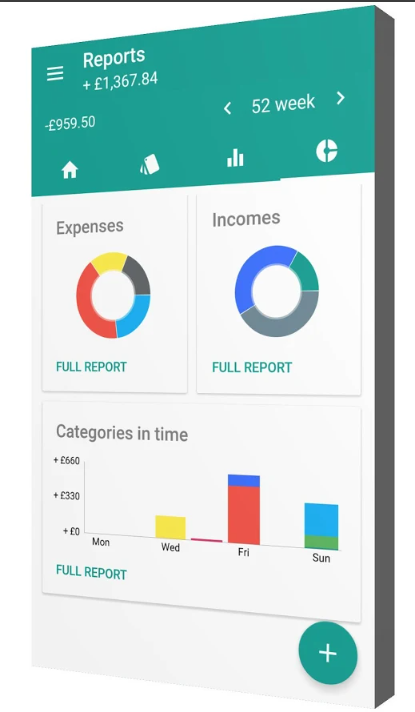 Reports
+ £1,367.84
-£959.50
52 week
Expenses
Incomes
FULL REPORT
FULL REPORT
Categories in time
+ £660
+ £330
+ £0
Mon
Wed
Fri
Sun
FULL REPORT